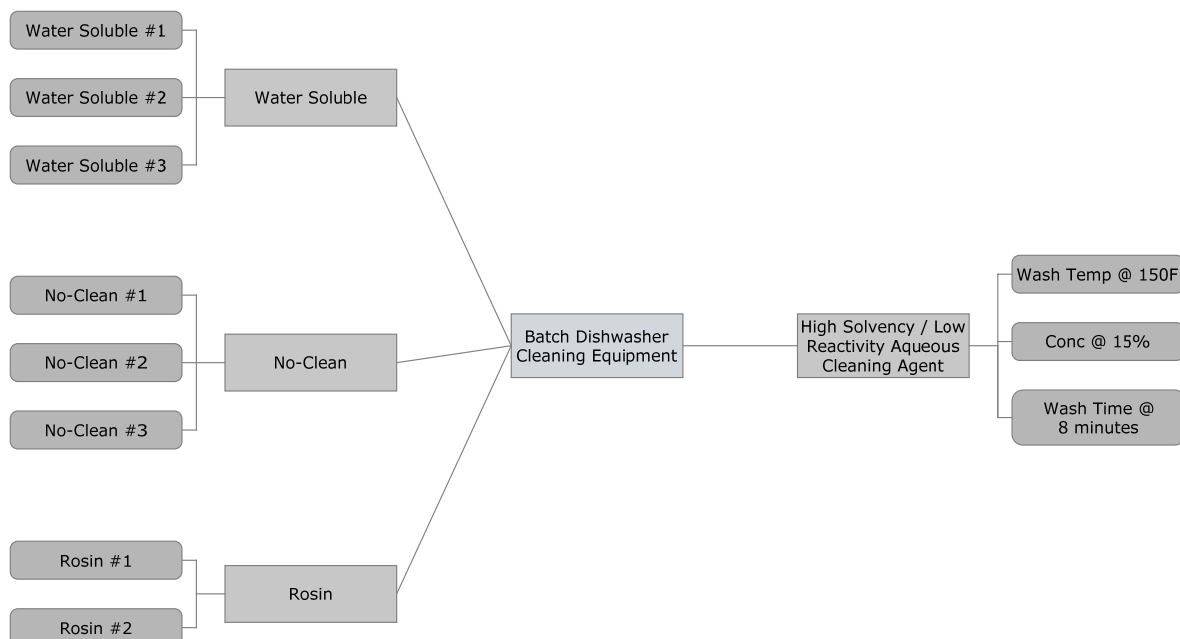 Water Soluble #1
Water Soluble #2
Water Soluble #3
Water Soluble
No-Clean #1
No-Clean #2
No-Clean #3
No-Clean
Rosin #1
Rosin #2
Rosin
Batch Dishwasher
Cleaning Equipment
High Solvency / Low
Reactivity Aqueous
Cleaning Agent
Wash Temp @ 150F
Conc @ 15%
Wash Time @
8 minutes